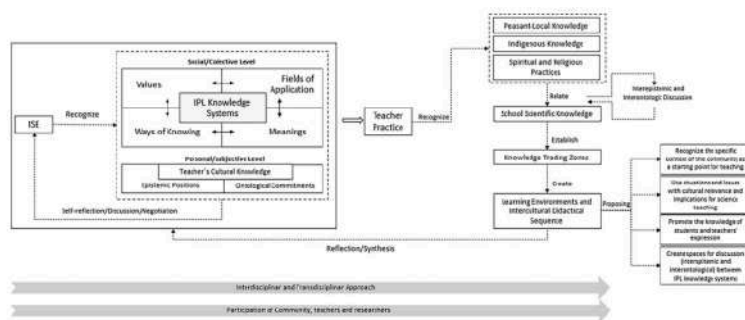 Social/Colective Level
Values
Fields of
Application
IPL Knowledge
Systems
Ways of Knowing
Meanings
Personal/subjective Level
Teacher's Cultural Knowledge
Epistemic Positions
Ontological Commitments
ISE
Recognize
Self-reflection/Discussion/Negotiation
Teacher
Practice
Recognize
Peasant-Local Knowledge
Indigenous Knowledge
Spiritual and Religious
Practices
Relate
Interepistemic and
Interontologic Discussion
School Scientific Knowledge
Establish
Knowledge Trading Zones
Create
Learning Environments and
Intercultural Didactical
Sequence
Proposing
Recognize the specific
context of the community as
a starting point for teaching
Use situations and issues
with cultural relevance and
implications for science
teaching
Promote the knowledge of
students and teachers'
expression
Create spaces for discussion
(interepistemic and
interontological) between
IPL knowledge systems
Reflection/Synthesis
Interdisciplinar and Transdisciplinar Approach
Participation of Community, teachers and researchers